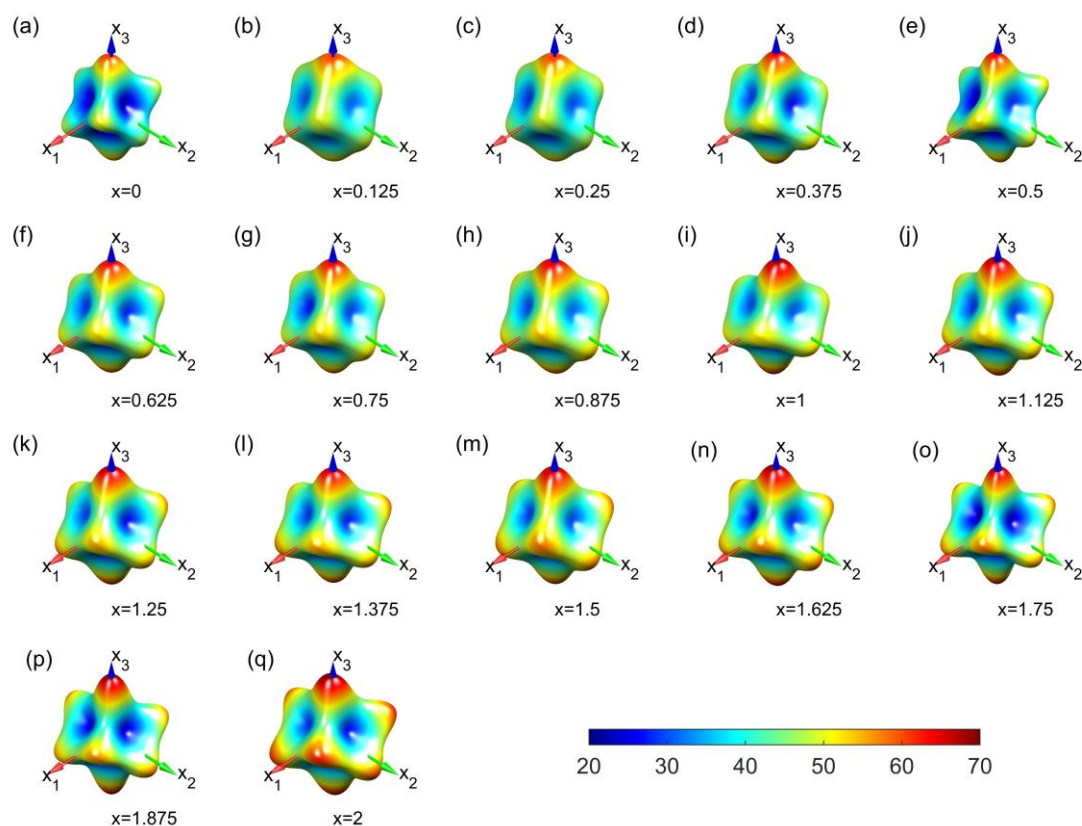 (a) (b) (c) (d) (e)
x3 x3 x3 x3 x3
x1 x2 x1 x2 x1 x2 x1 x2 x1 x2
x=0 x=0.125 x=0.25 x=0.375 x=0.5
(f) (g) (h) (i) (j)
x3 x3 x3 x3 x3
x1 x2 x1 x2 x1 x2 x1 x2 x1 x2
x=0.625 x=0.75 x=0.875 x=1 x=1.125
(k) (l) (m) (n) (o)
x3 x3 x3 x3 x3
x1 x2 x1 x2 x1 x2 x1 x2 x1 x2
x=1.25 x=1.375 x=1.5 x=1.625 x=1.75
(p) (q)
x3 x3
x1 x2 x1 x2
x=1.875 x=2
20 30 40 50 60 70